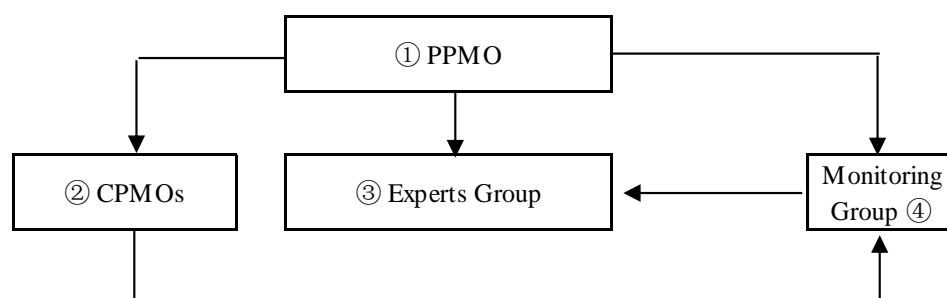 ① PPMO
② CPMOs
③ Experts Group
Monitoring
Group ④